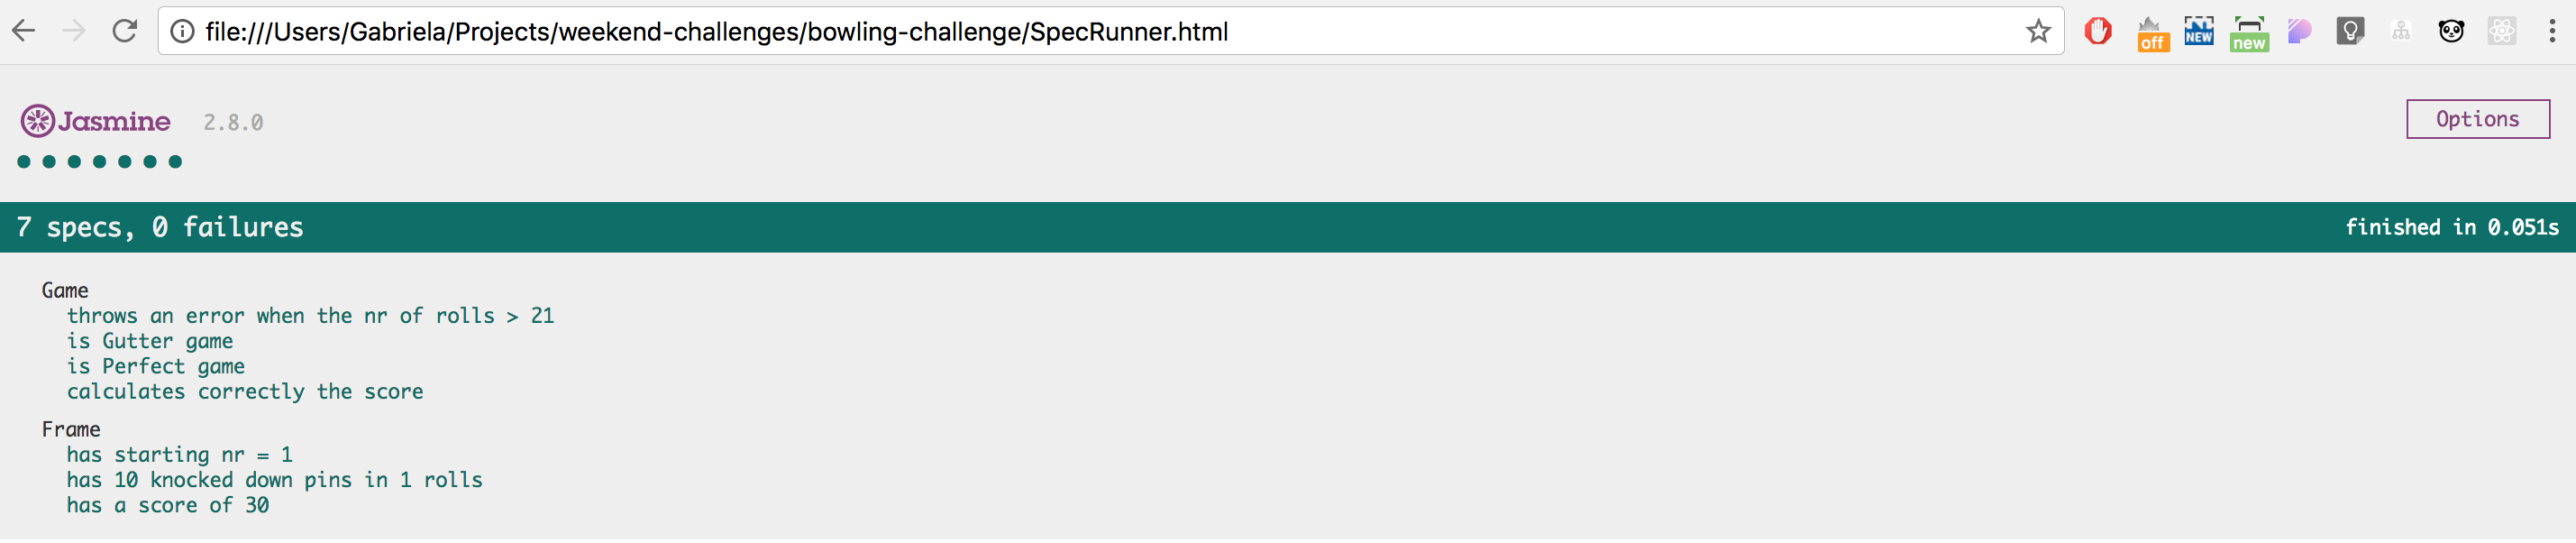 file:///Users/Gabriela/Projects/weekend-challenges/bowling-challenge/SpecRunner.html
off
NEW
new
Jasmine 2.8.0
Options
7 specs, 0 failures
finished in 0.051s
Game
throws an error when the nr of rolls > 21
is Gutter game
is Perfect game
calculates correctly the score
Frame
has starting nr = 1
has 10 knocked down pins in 1 rolls
has a score of 30